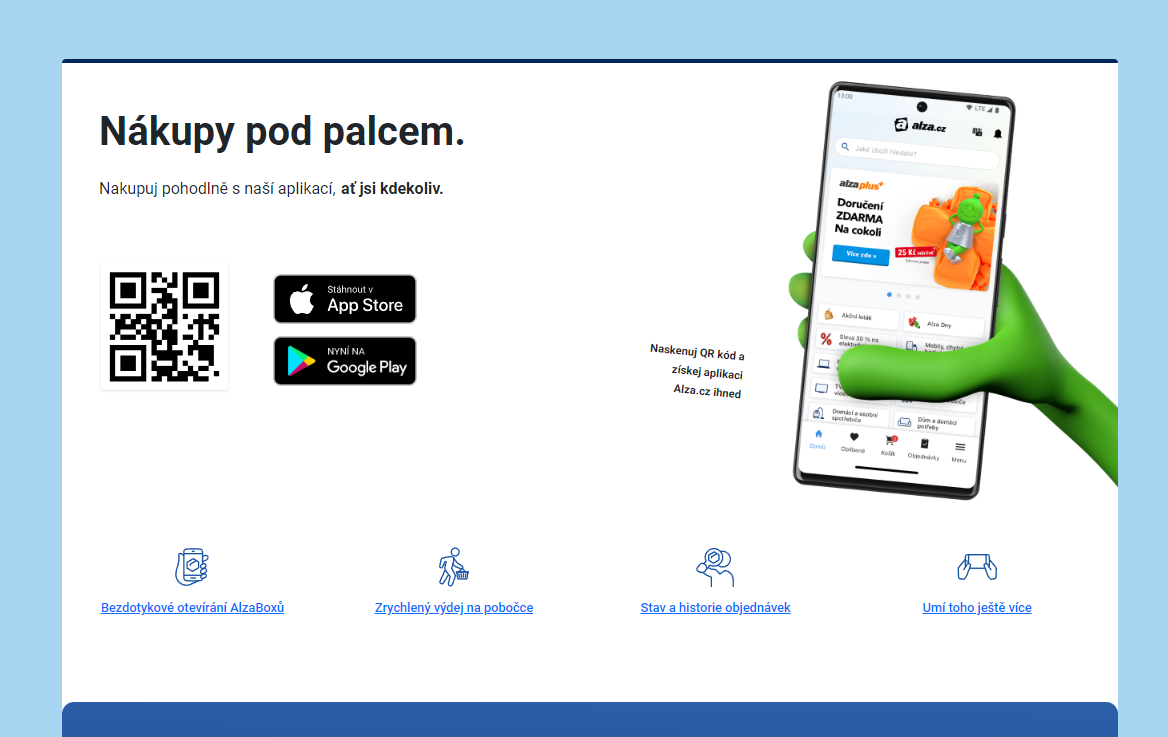 Nákupy pod palcem.
Nakupuj pohodlně s naší aplikací, ať jsi kdekoliv.
Stáhnout v
App Store
NYNÍ NA
Google Play
Naskenuj QR kód a
získej aplikaci
Alza.cz ihned
13:00
LTE
alza.cz
Jaké zboží hledáte?
alzaplus+
Doručení
ZDARMA
Na cokoli
Více zde »
25 Kč
Akční leták
Alza Dny
Sleva 30 % na
Mobily, chytré
Domácí a osobní
spotřebiče
Dům a domácí
potřeby
Domů
Oblíbené
Košík
Objednávky
Menu
Bezdotykové otevírání AlzaBoxů
Zrychlený výdej na pobočce
Stav a historie objednávek
Umí toho ještě více